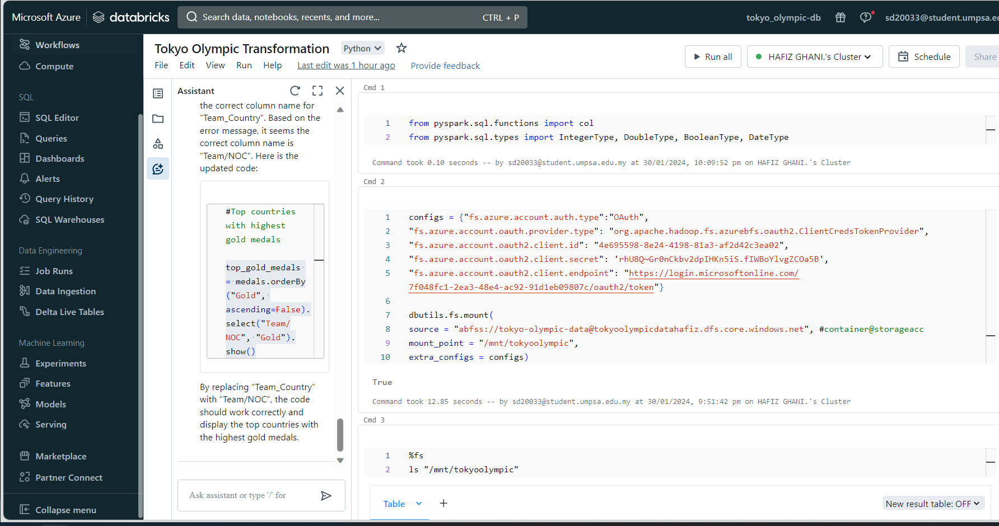 Microsoft Azure
databricks
Search data, notebooks, recents, and more...
CTRL + P
tokyo_olympic-db
sd20033@student.umpsa.ed
Workflows
Compute
SQL
SQL Editor
Queries
Dashboards
Alerts
Query History
SQL Warehouses
Data Engineering
Job Runs
Data Ingestion
Delta Live Tables
Machine Learning
Experiments
Features
Models
Serving
Marketplace
Partner Connect
Collapse menu
Tokyo Olympic Transformation
Python
File Edit View Run Help Last edit was 1 hour ago Provide feedback
Run all
HAFIZ GHANI.'s Cluster
Schedule
Share
Assistant
the correct column name for
"Team_Country". Based on the
error message, it seems the
correct column name is
"Team/NOC". Here is the
updated code:
#Top countries
with highest
gold medals
top_gold_medals
= medals.orderBy
("Gold",
ascending=False).
select("Team/
NOC", "Gold").
show()
By replacing "Team_Country"
with "Team/NOC", the code
should work correctly and
display the top countries with
the highest gold medals.
Ask assistant or type '/' for
Cmd 1
1 from pyspark.sql.functions import col
2 from pyspark.sql.types import IntegerType, DoubleType, BooleanType, DateType
Command took 0.10 seconds -- by sd20033@student.umpsa.edu.my at 30/01/2024, 10:09:52 pm on HAFIZ GHANI.'s Cluster
Cmd 2
1 configs = {"fs.azure.account.auth.type":"OAuth",
2 "fs.azure.account.oauth.provider.type": "org.apache.hadoop.fs.azurebfs.oauth2.ClientCredsTokenProvider",
3 "fs.azure.account.oauth2.client.id": "4e695598-8e24-4198-81a3-af2d42c3ea02",
4 "fs.azure.account.oauth2.client.secret": 'rhU8Q~Gr0nCkbv2dpIHKn5iS.fIWBoYlvgZCOa5B',
5 "fs.azure.account.oauth2.client.endpoint": "https://login.microsoftonline.com/
7f048fc1-2ea3-48e4-ac92-91d1eb09807c/oauth2/token"}
6
7 dbutils.fs.mount(
8 source = "abfss://tokyo-olympic-data@tokyoolympicdatahafiz.dfs.core.windows.net", #container@storageacc
9 mount_point = "/mnt/tokyoolympic",
10 extra_configs = configs)
True
Command took 12.85 seconds -- by sd20033@student.umpsa.edu.my at 30/01/2024, 9:51:42 pm on HAFIZ GHANI.'s Cluster
Cmd 3
1 %fs
2 ls "/mnt/tokyoolympic"
Table
+
New result table: OFF